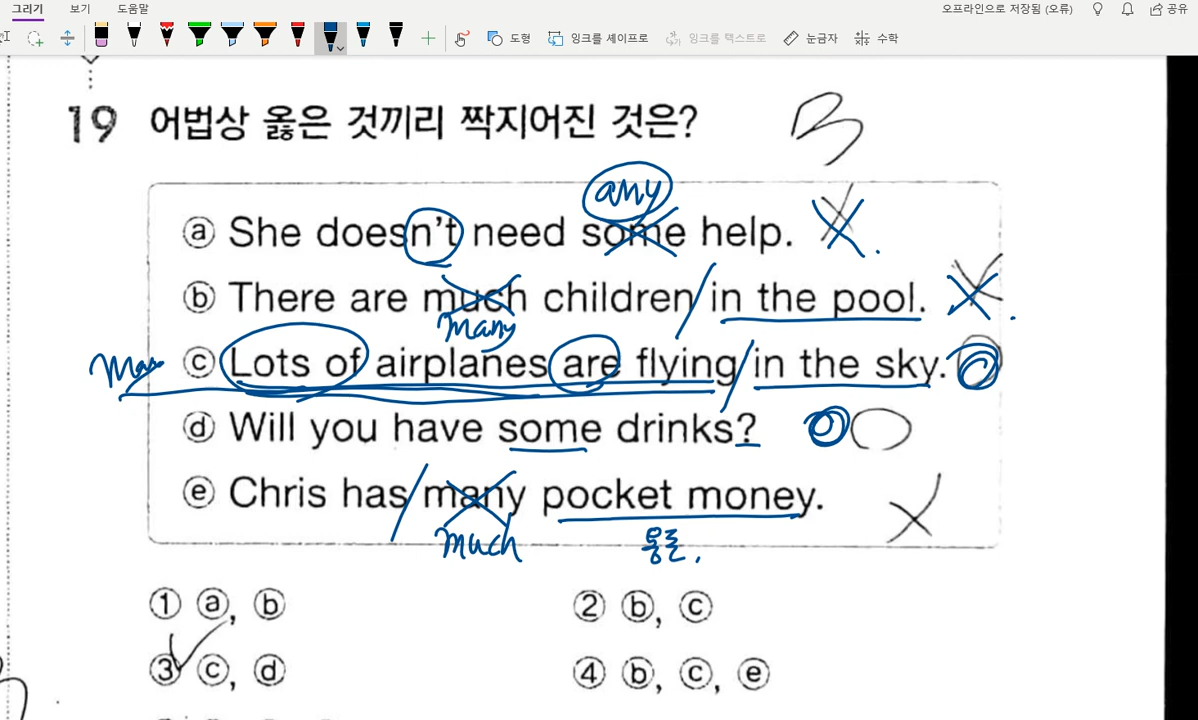 그리기 보기 도움말 오프라인으로 저장됨 (오류) 공유
도형 잉크를 셰이프로 잉크를 텍스트로 눈금자 수학
19 어법상 옳은 것끼리 짝지어진 것은?
any
ⓐ She doesn't need some help.
ⓑ There are much children in the pool.
many
ⓒ Lots of airplanes are flying in the sky.
ⓓ Will you have some drinks?
ⓔ Chris has many pocket money.
much
① ⓐ, ⓑ ② ⓑ, ⓒ
③ ⓒ, ⓓ ④ ⓑ, ⓒ, ⓔ